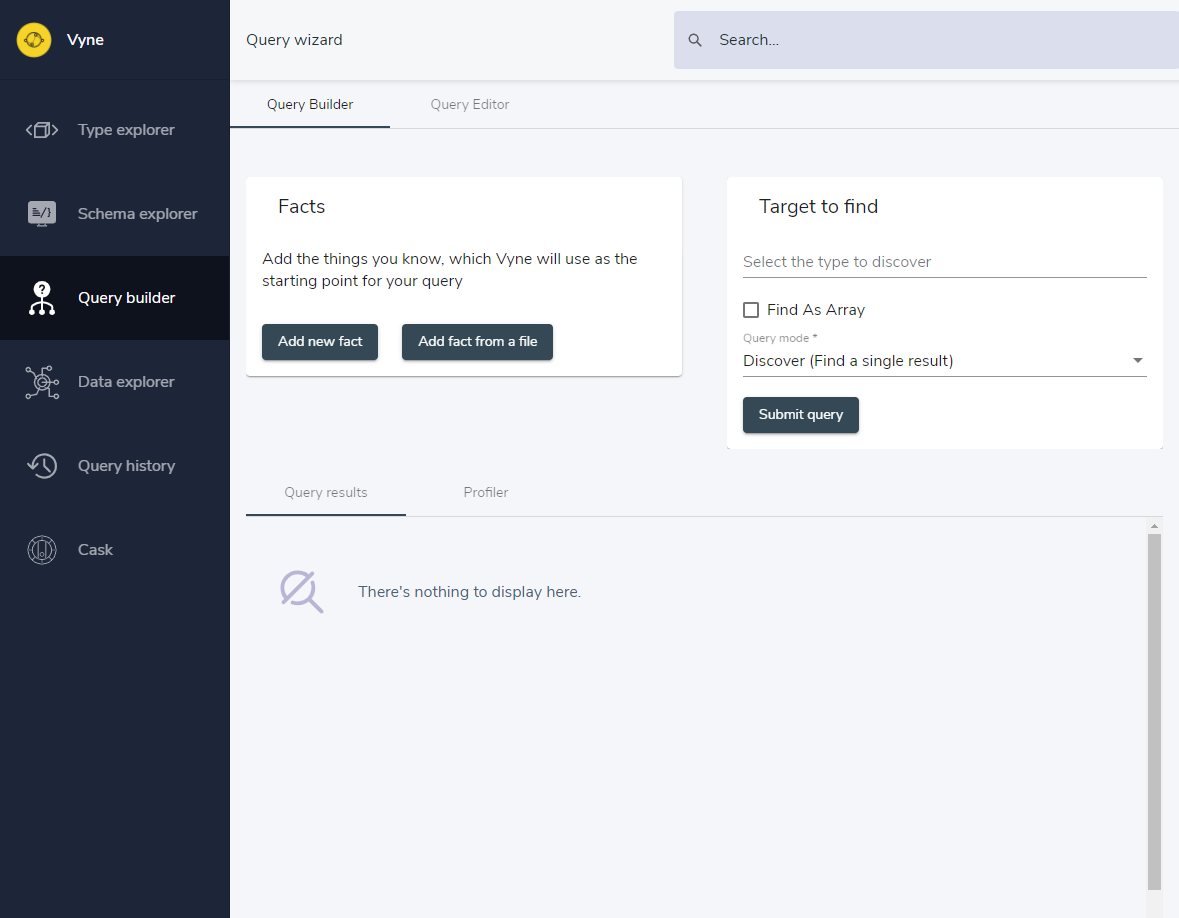 Vyne
Query wizard
Search...
Type explorer
Schema explorer
Query builder
Data explorer
Query history
Cask
Query Builder
Query Editor
Facts
Add the things you know, which Vyne will use as the
starting point for your query
Add new fact
Add fact from a file
Target to find
Select the type to discover
Find As Array
Query mode *
Discover (Find a single result)
Submit query
Query results
Profiler
There's nothing to display here.